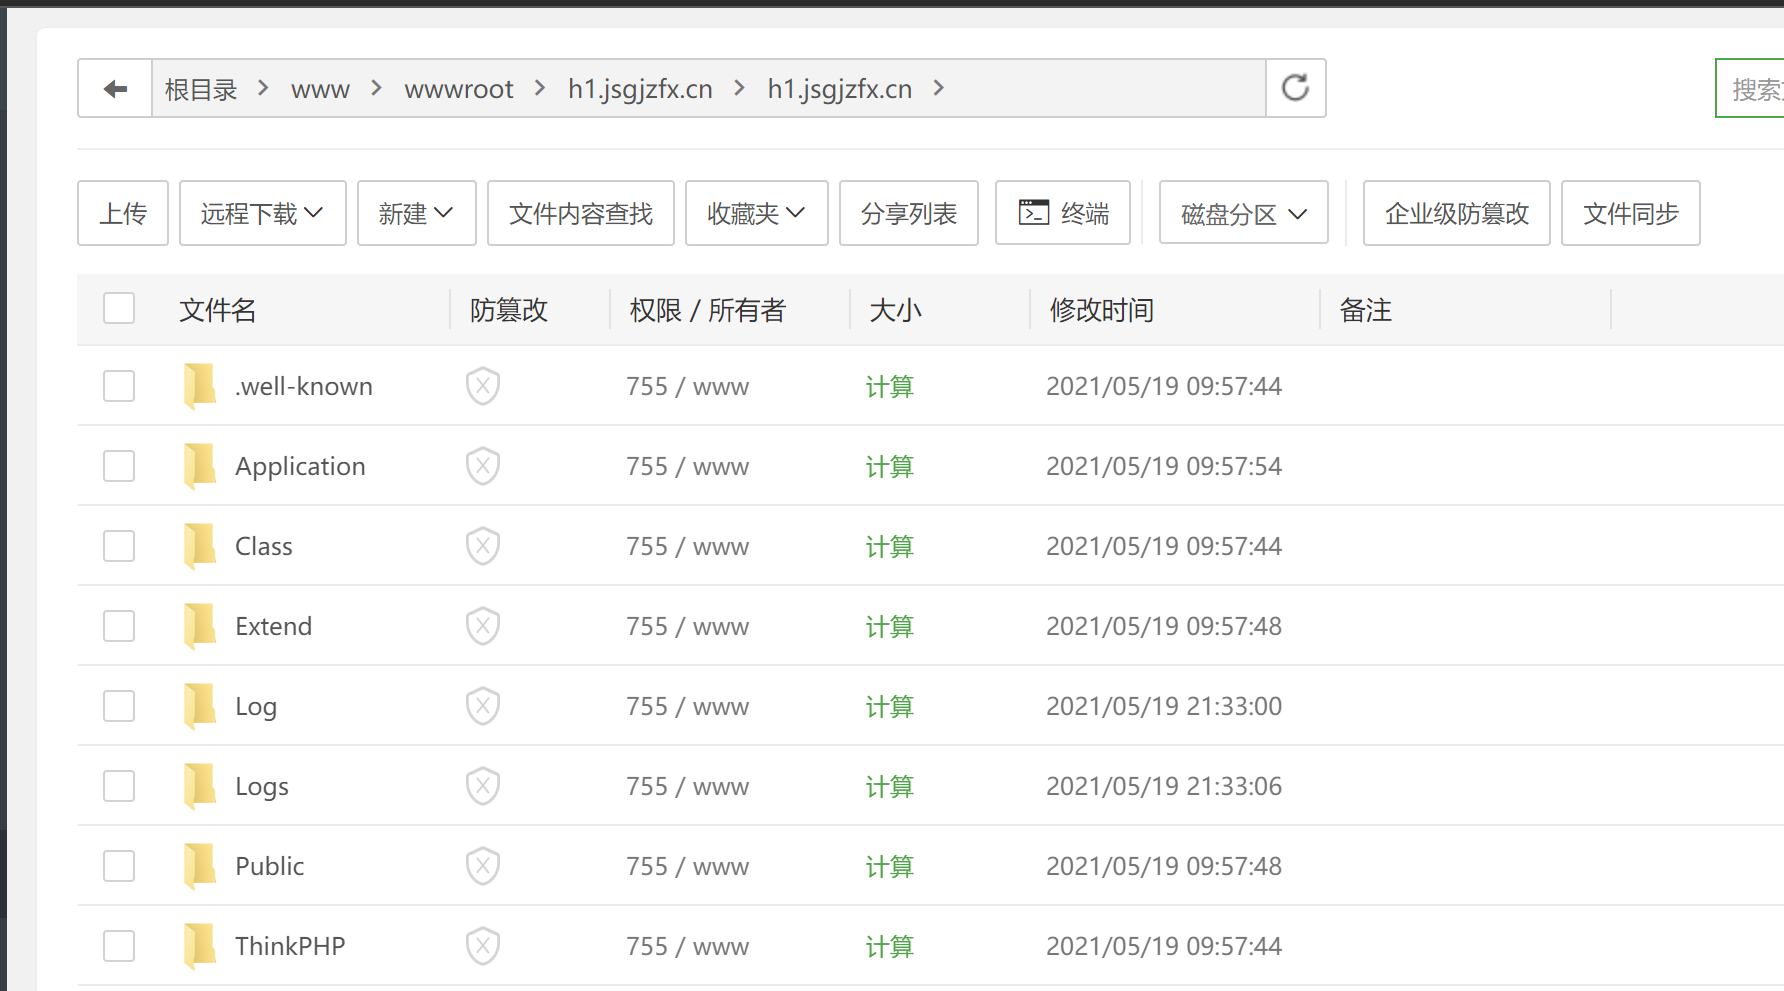 根目录 > www > wwwroot > h1.jsgjzfx.cn > h1.jsgjzfx.cn >
搜索
上传 远程下载 新建 文件内容查找 收藏夹 分享列表 终端 磁盘分区 企业级防篡改 文件同步
文件名 防篡改 权限 / 所有者 大小 修改时间 备注
.well-known 755 / www 计算 2021/05/19 09:57:44
Application 755 / www 计算 2021/05/19 09:57:54
Class 755 / www 计算 2021/05/19 09:57:44
Extend 755 / www 计算 2021/05/19 09:57:48
Log 755 / www 计算 2021/05/19 21:33:00
Logs 755 / www 计算 2021/05/19 21:33:06
Public 755 / www 计算 2021/05/19 09:57:48
ThinkPHP 755 / www 计算 2021/05/19 09:57:44